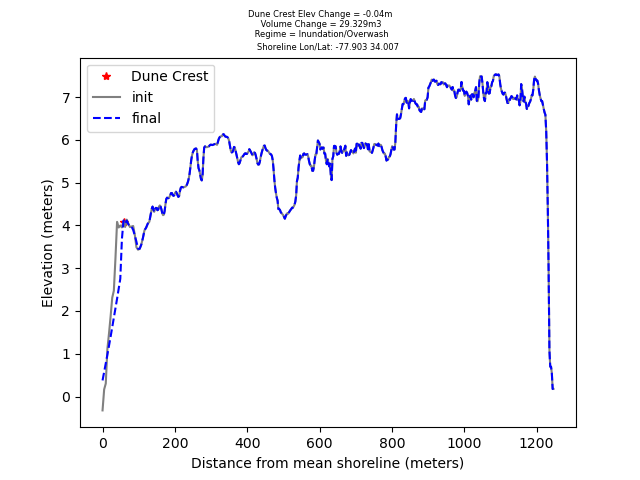 Dune Crest Elev Change = -0.04m
Volume Change = 29.329m3
Regime = Inundation/Overwash
Shoreline Lon/Lat: -77.903 34.007
Dune Crest
init
final
7
6
5
4
3
2
1
0
Elevation (meters)
0 200 400 600 800 1000 1200
Distance from mean shoreline (meters)